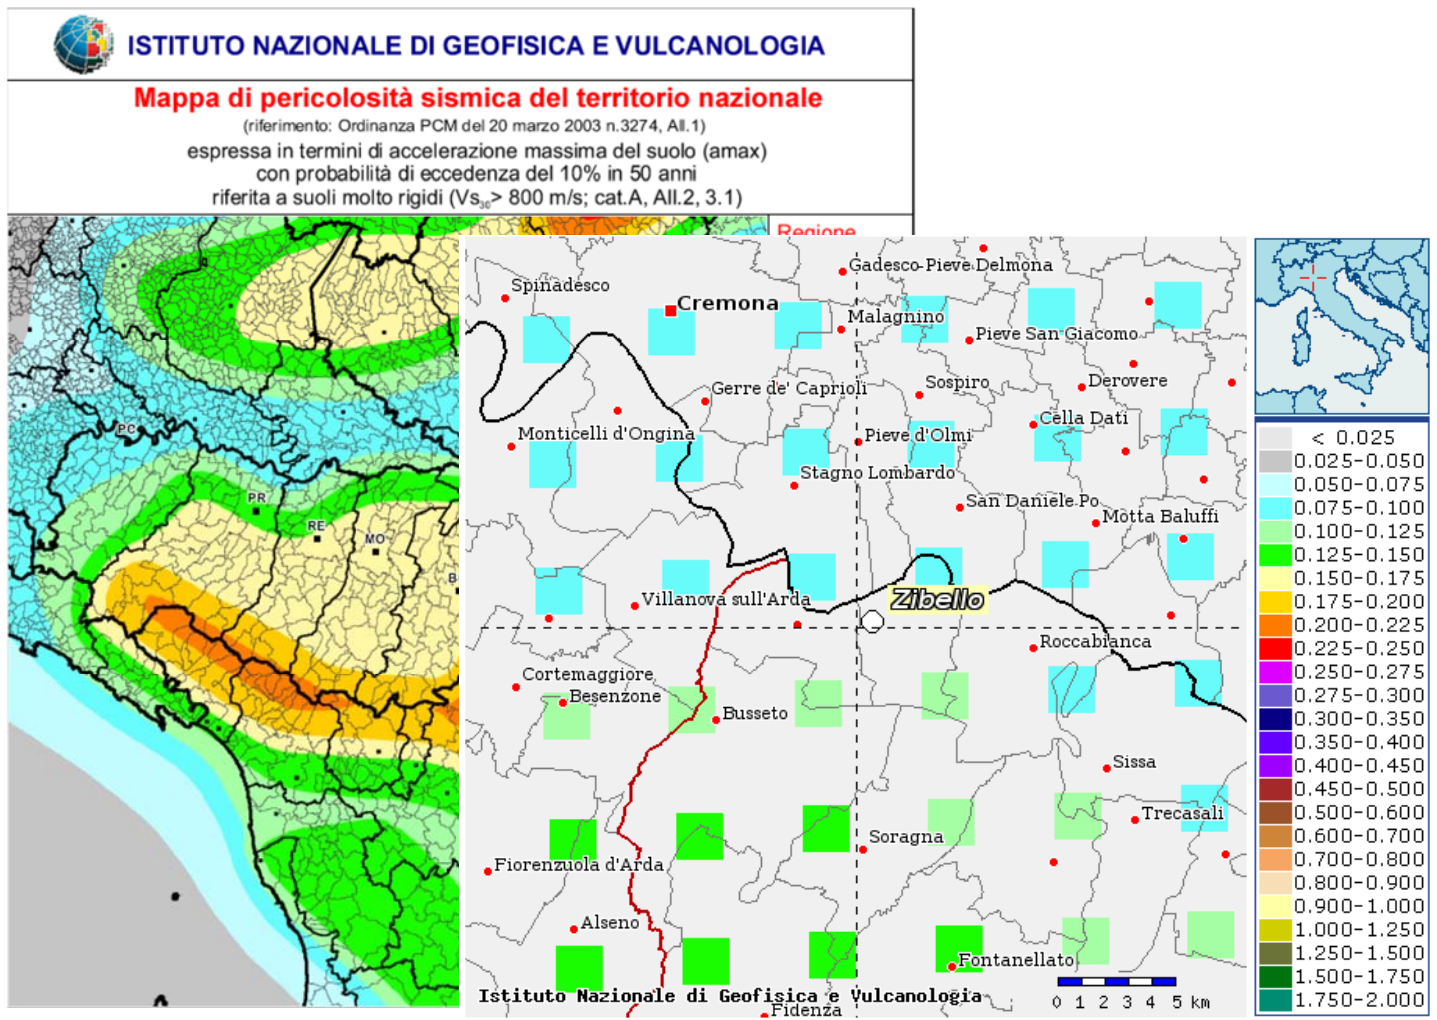 ISTITUTO NAZIONALE DI GEOFISICA E VULCANOLOGIA
Mappa di pericolosità sismica del territorio nazionale
(riferimento: Ordinanza PCM del 20 marzo 2003 n.3274, All.1)
espressa in termini di accelerazione massima del suolo (amax)
con probabilità di eccedenza del 10% in 50 anni
riferita a suoli molto rigidi (Vs30> 800 m/s; cat.A, All.2, 3.1)
Regione
PC
PR
RE
MO
B
Gadesco-Pieve Delmona
Spinadesco
Cremona
Malagnino
Pieve San Giacomo
Gerre de' Caprioli
Sospiro
Derovere
Cella Dati
Monticelli d'Ongina
Pieve d'Olmi
Stagno Lombardo
San Daniele Po
Motta Baluffi
Villanova sull'Arda
Zibello
Roccabianca
Cortemaggiore
Besenzone
Busseto
Sissa
Trecasali
Soragna
Fiorenzuola d'Arda
Alseno
Fontanellato
Istituto Nazionale di Geofisica e Vulcanologia
0 1 2 3 4 5 km
Fidenza
< 0.025
0.025-0.050
0.050-0.075
0.075-0.100
0.100-0.125
0.125-0.150
0.150-0.175
0.175-0.200
0.200-0.225
0.225-0.250
0.250-0.275
0.275-0.300
0.300-0.350
0.350-0.400
0.400-0.450
0.450-0.500
0.500-0.600
0.600-0.700
0.700-0.800
0.800-0.900
0.900-1.000
1.000-1.250
1.250-1.500
1.500-1.750
1.750-2.000